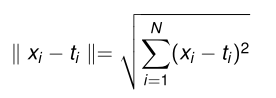 ‖ xᵢ − tᵢ ‖= √∑ᵢ₌₁ᴺ(xᵢ − tᵢ)²